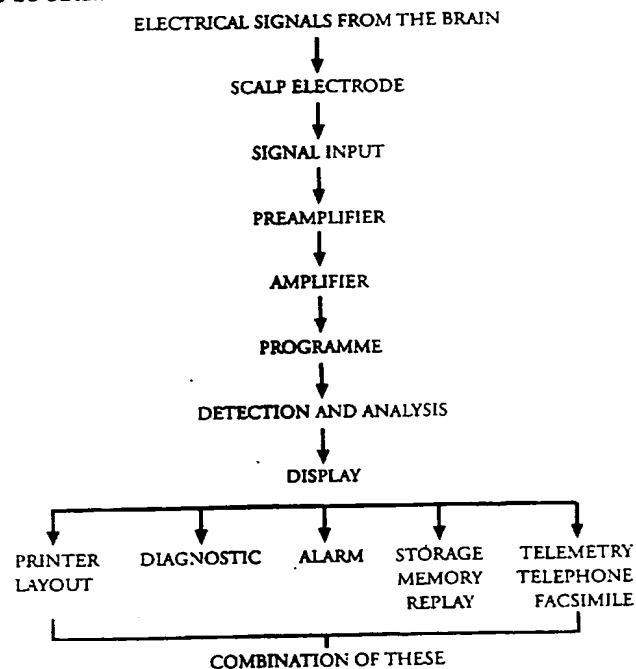 ELECTRICAL SIGNALS FROM THE BRAIN
SCALP ELECTRODE
SIGNAL INPUT
PREAMPLIFIER
AMPLIFIER
PROGRAMME
DETECTION AND ANALYSIS
DISPLAY
PRINTER
LAYOUT
DIAGNOSTIC
ALARM
STORAGE
MEMORY
REPLAY
TELEMETRY
TELEPHONE
FACSIMILE
COMBINATION OF THESE